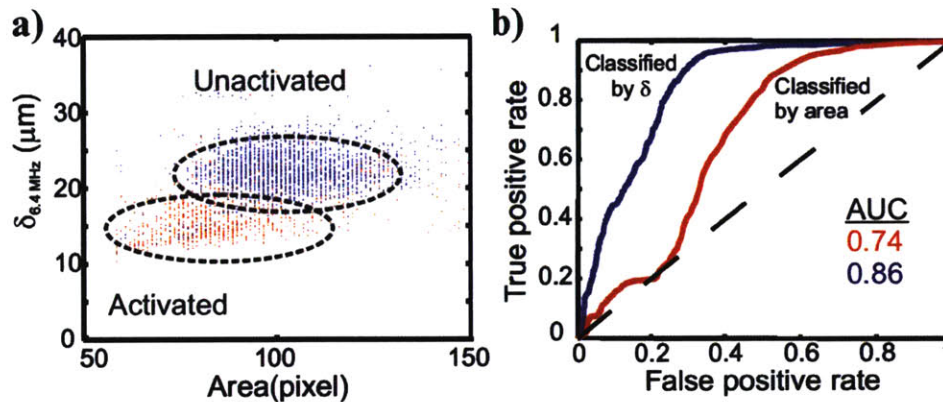 a)
40
30
20
10
0
δ6.4 MHz (μm)
Unactivated
Activated
50
100
150
Area(pixel)
b)
1
0.8
0.6
0.4
0.2
0
True positive rate
Classified
by δ
Classified
by area
AUC
0.74
0.86
0
0.2
0.4
0.6
0.8
False positive rate